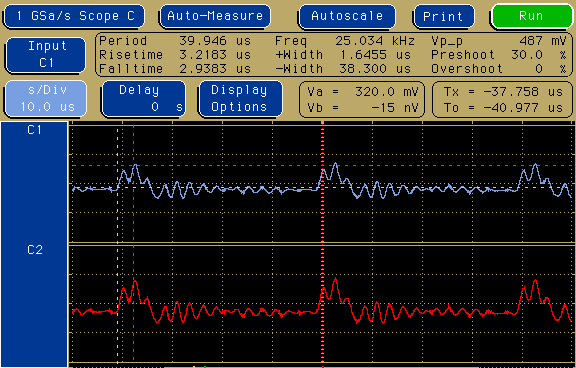 1 GSa/s Scope C Auto-Measure Autoscale Print Run
Input
C1
Period 39.946 us Freq 25.034 kHz Vp_p 487 mV
Risetime 3.2183 us +Width 1.6455 us Preshoot 30.0 %
Falltime 2.9383 us -Width 38.300 us Overshoot 0 %
%
s/Div
10.0 us
Delay
0 s
Display
Options
Va = 320.0 mV
Vb = -15 mV
Tx = -37.758 us
To = -40.977 us
C1
C2